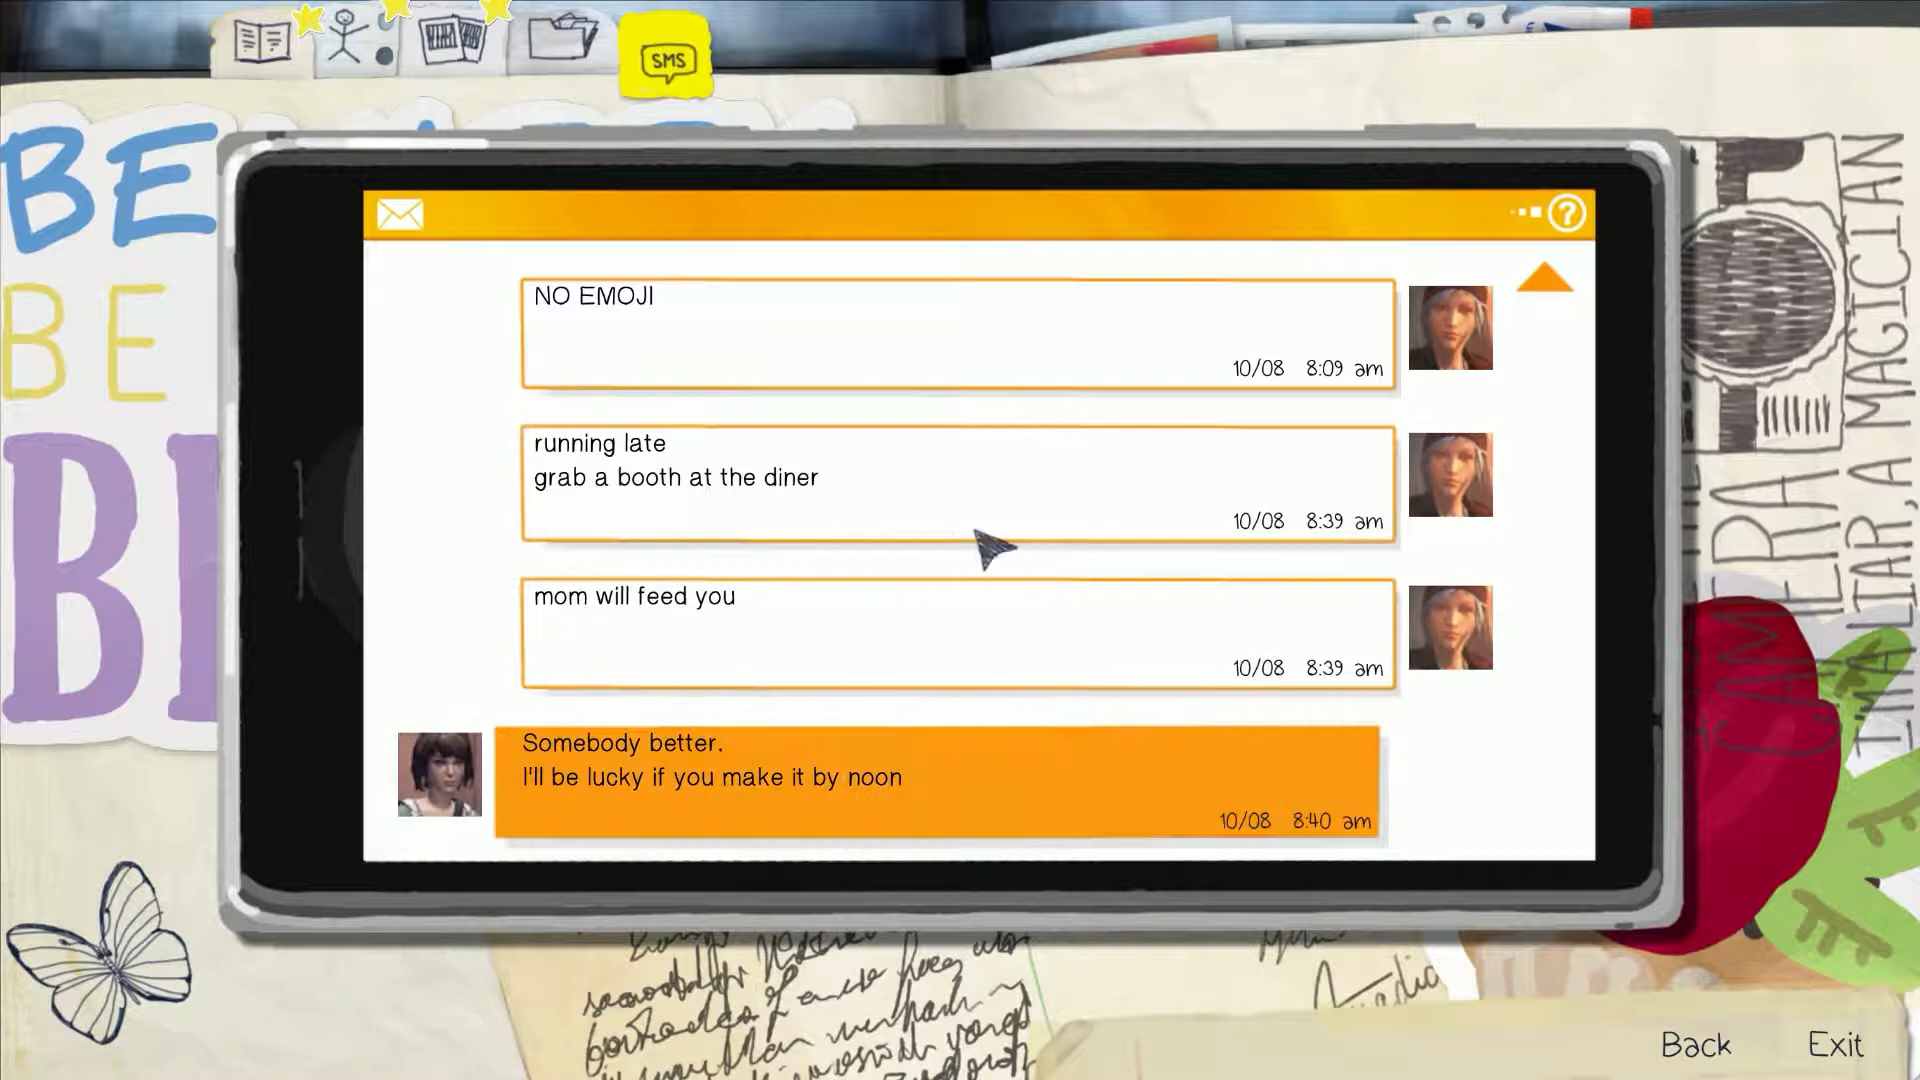 SMS
BE
BE
NO EMOJI
10/08 8:09 am
running late
grab a booth at the diner
10/08 8:39 am
mom will feed you
10/08 8:39 am
Somebody better.
I'll be lucky if you make it by noon
10/08 8:40 am
?
CAMERA
LIAR, A MAGICIAN
Back
Exit